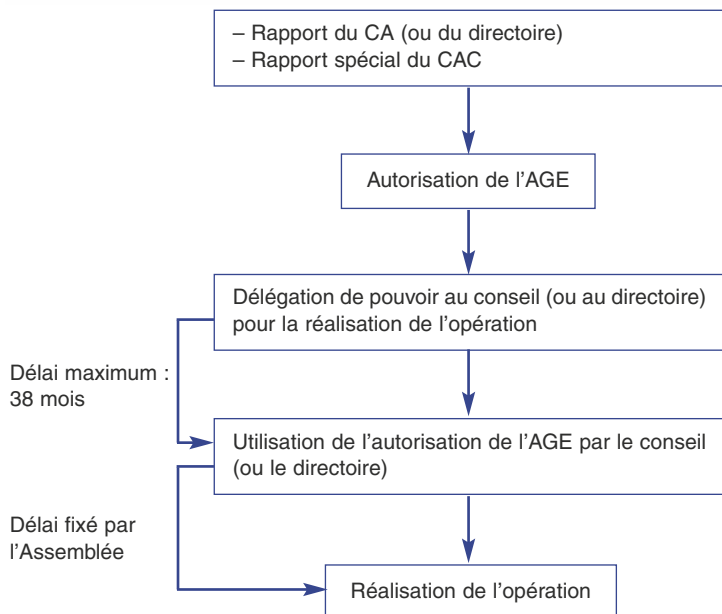 – Rapport du CA (ou du directoire)
– Rapport spécial du CAC
Autorisation de l’AGE
Délégation de pouvoir au conseil (ou au directoire)
pour la réalisation de l’opération
Délai maximum :
38 mois
Utilisation de l’autorisation de l’AGE par le conseil
(ou le directoire)
Délai fixé par
l’Assemblée
Réalisation de l’opération